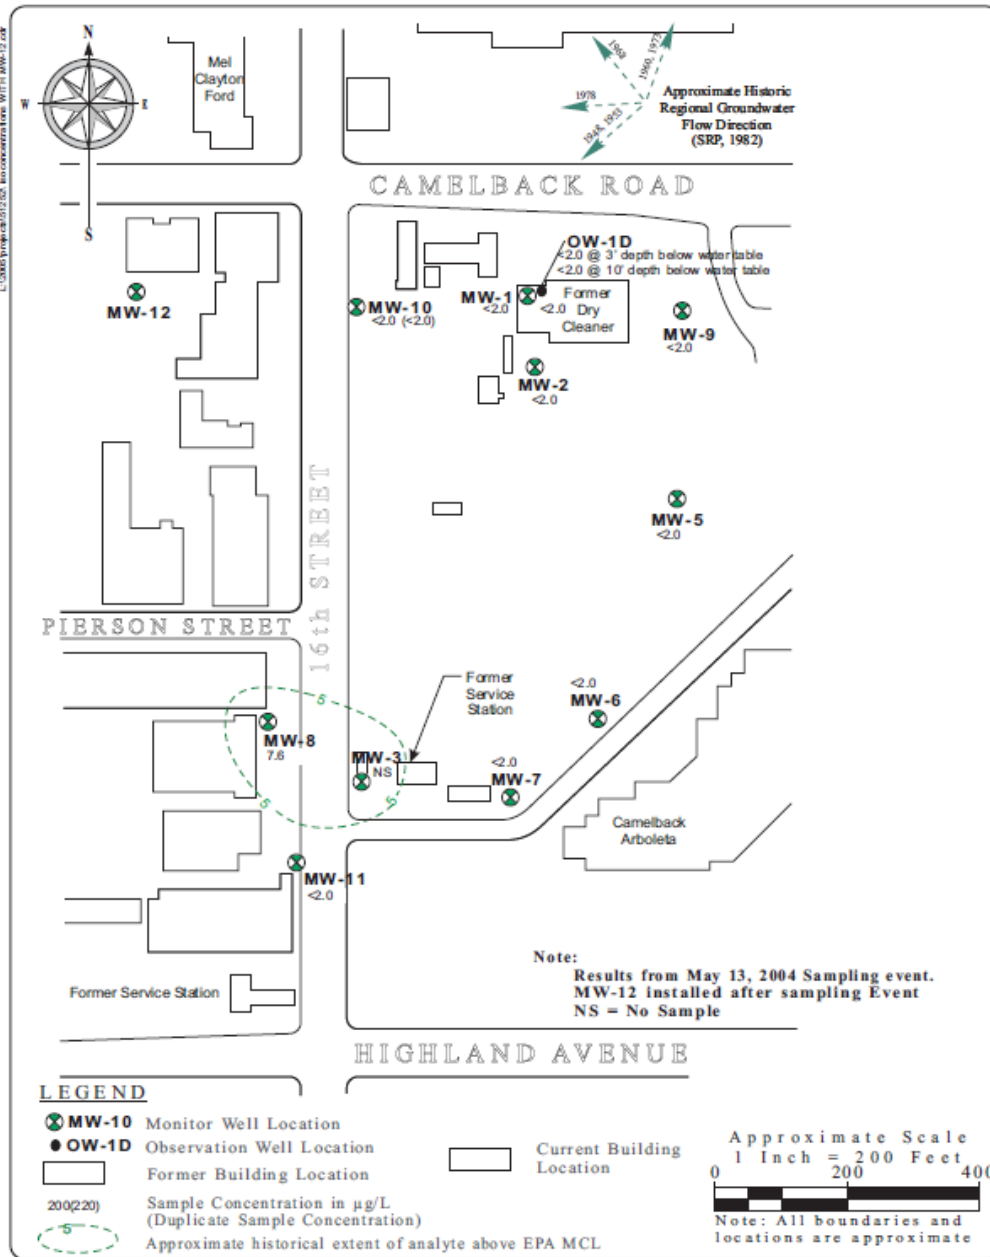 N
W
E
S
Mel
Clayton
Ford
1968
1960, 1977
1978
1948, 1953
Approximate Historic
Regional Groundwater
Flow Direction
(SRP, 1982)
CAMELBACK ROAD
OW-1D
<2.0 @ 3' depth below water table
<2.0 @ 10' depth below water table
MW-12
MW-10
<2.0 (<2.0)
MW-1
<2.0
<2.0
Former
Dry
Cleaner
MW-9
<2.0
MW-2
<2.0
MW-5
<2.0
16th STREET
PIERSON STREET
5
5
5
Former
Service
Station
<2.0
MW-6
MW-8
7.6
MW-3
NS
<2.0
MW-7
Camelback
Arboleta
MW-11
<2.0
Former Service Station
Note:
Results from May 13, 2004 Sampling event.
MW-12 installed after sampling Event
NS = No Sample
HIGHLAND AVENUE
LEGEND
MW-10 Monitor Well Location
OW-1D Observation Well Location
Former Building Location
Current Building
Location
200(220) Sample Concentration in µg/L
(Duplicate Sample Concentration)
5 Approximate historical extent of analyte above EPA MCL
Approximate Scale
1 Inch = 200 Feet
0 200 400
Note: All boundaries and
locations are approximate